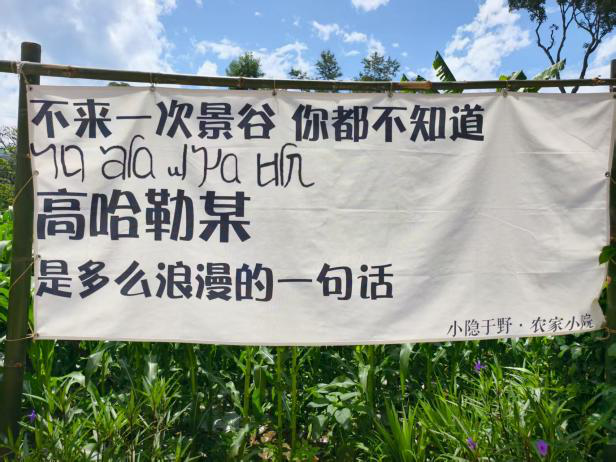 不来一次景谷 你都不知道
高哈勒某
是多么浪漫的一句话
小隐于野·农家小院